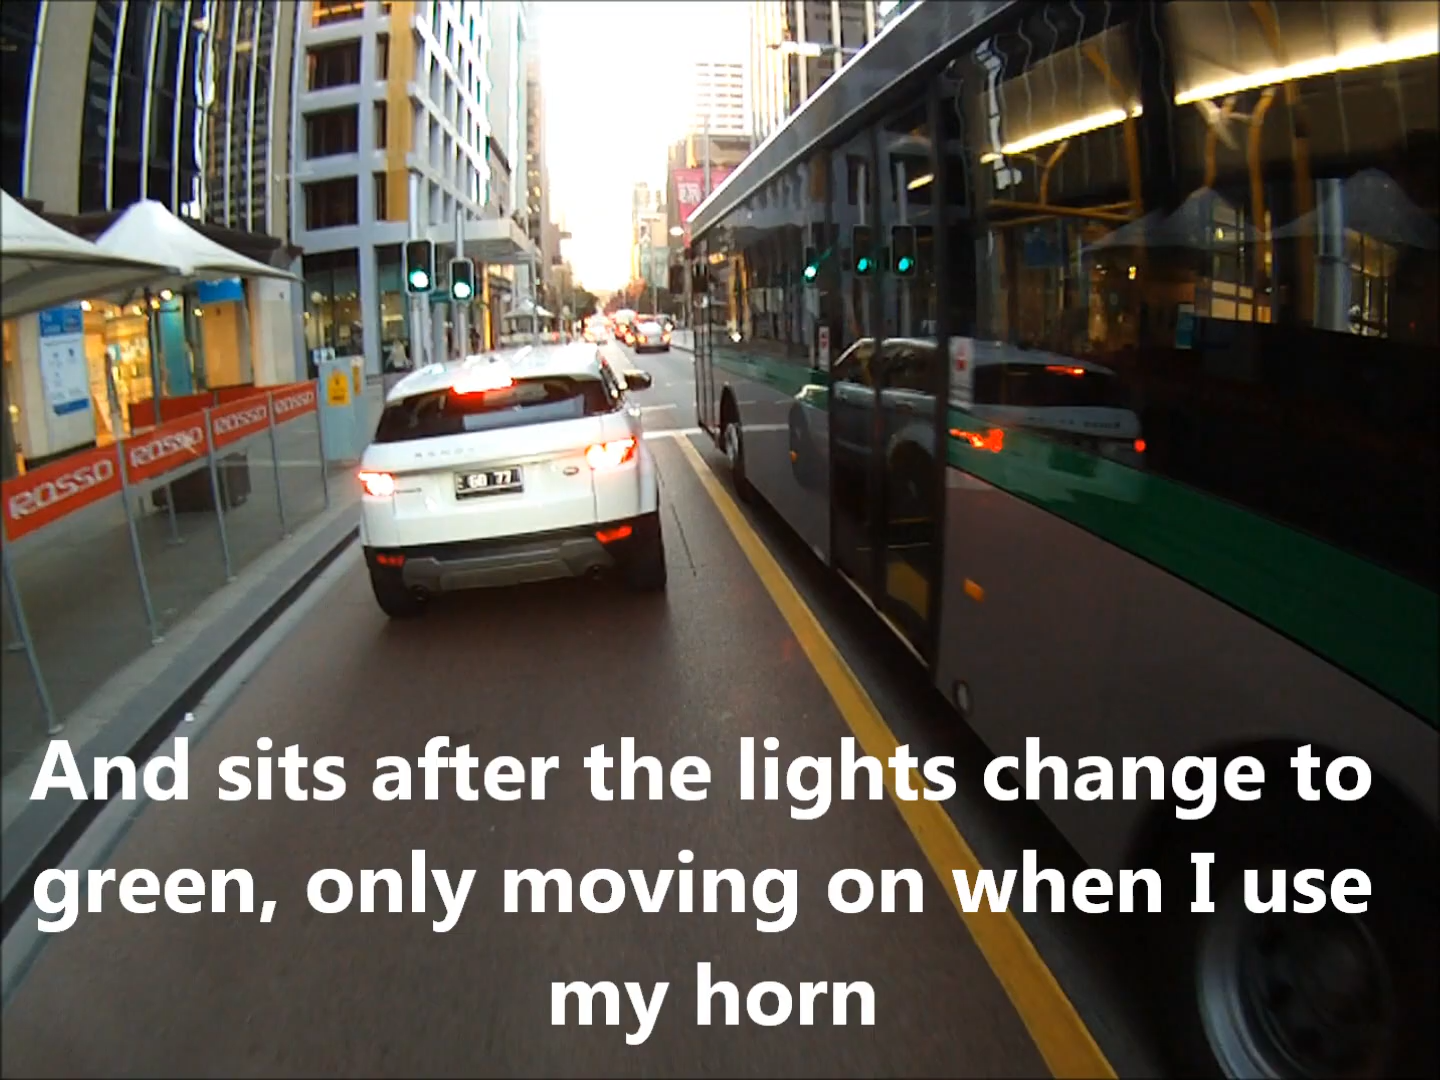 ROSSO
ROSSO
ROSSO
ROSSO
And sits after the lights change to
green, only moving on when I use
my horn